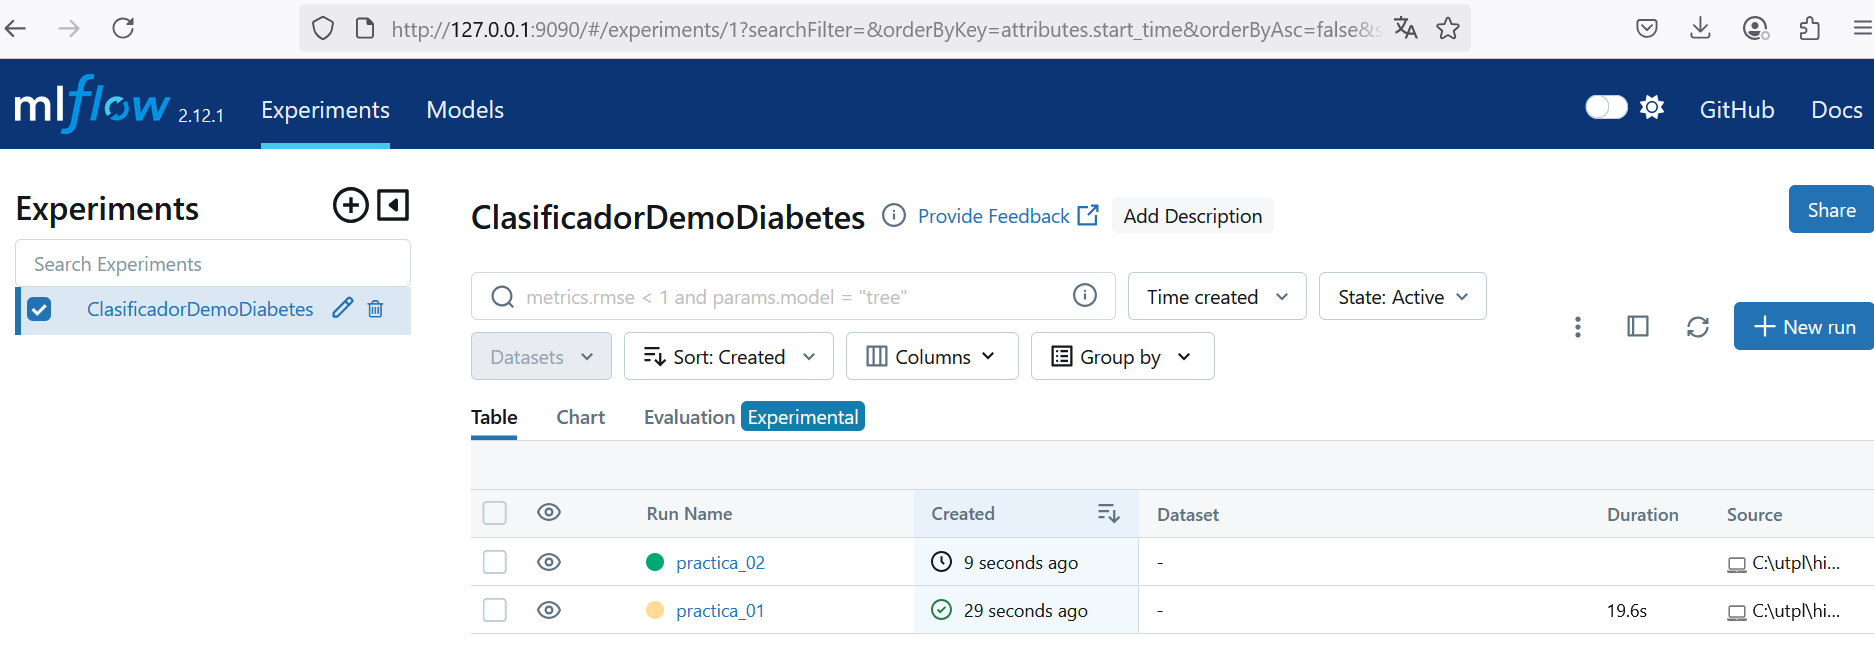 http://127.0.0.1:9090/#/experiments/1?searchFilter=&orderByKey=attributes.start_time&orderByAsc=false&s
mlflow 2.12.1 Experiments Models GitHub Docs
Experiments
Search Experiments
ClasificadorDemoDiabetes
ClasificadorDemoDiabetes Provide Feedback Add Description Share
metrics.rmse < 1 and params.model = "tree" Time created State: Active
New run
Datasets Sort: Created Columns Group by
Table Chart Evaluation Experimental
Run Name Created Dataset Duration Source
practica_02 9 seconds ago - C:\utpl\hi...
practica_01 29 seconds ago - 19.6s C:\utpl\hi...